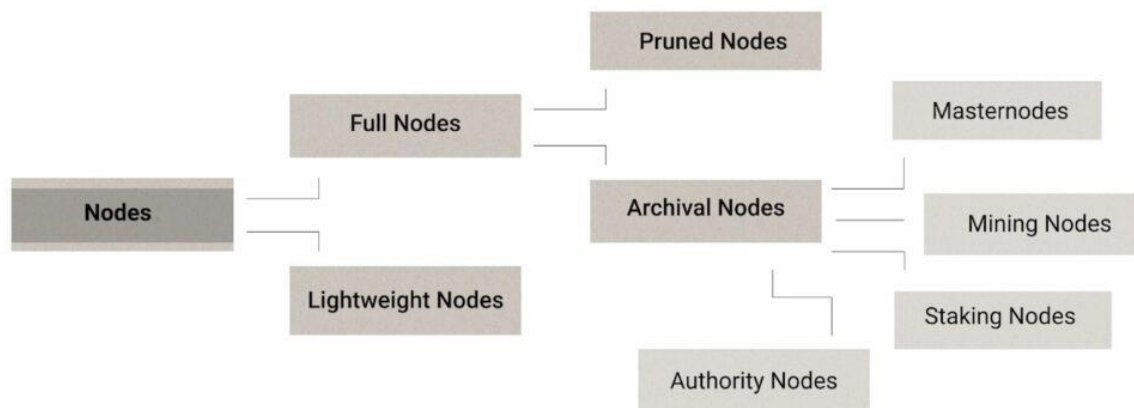 Pruned Nodes
Full Nodes
Masternodes
Nodes
Archival Nodes
Mining Nodes
Lightweight Nodes
Staking Nodes
Authority Nodes